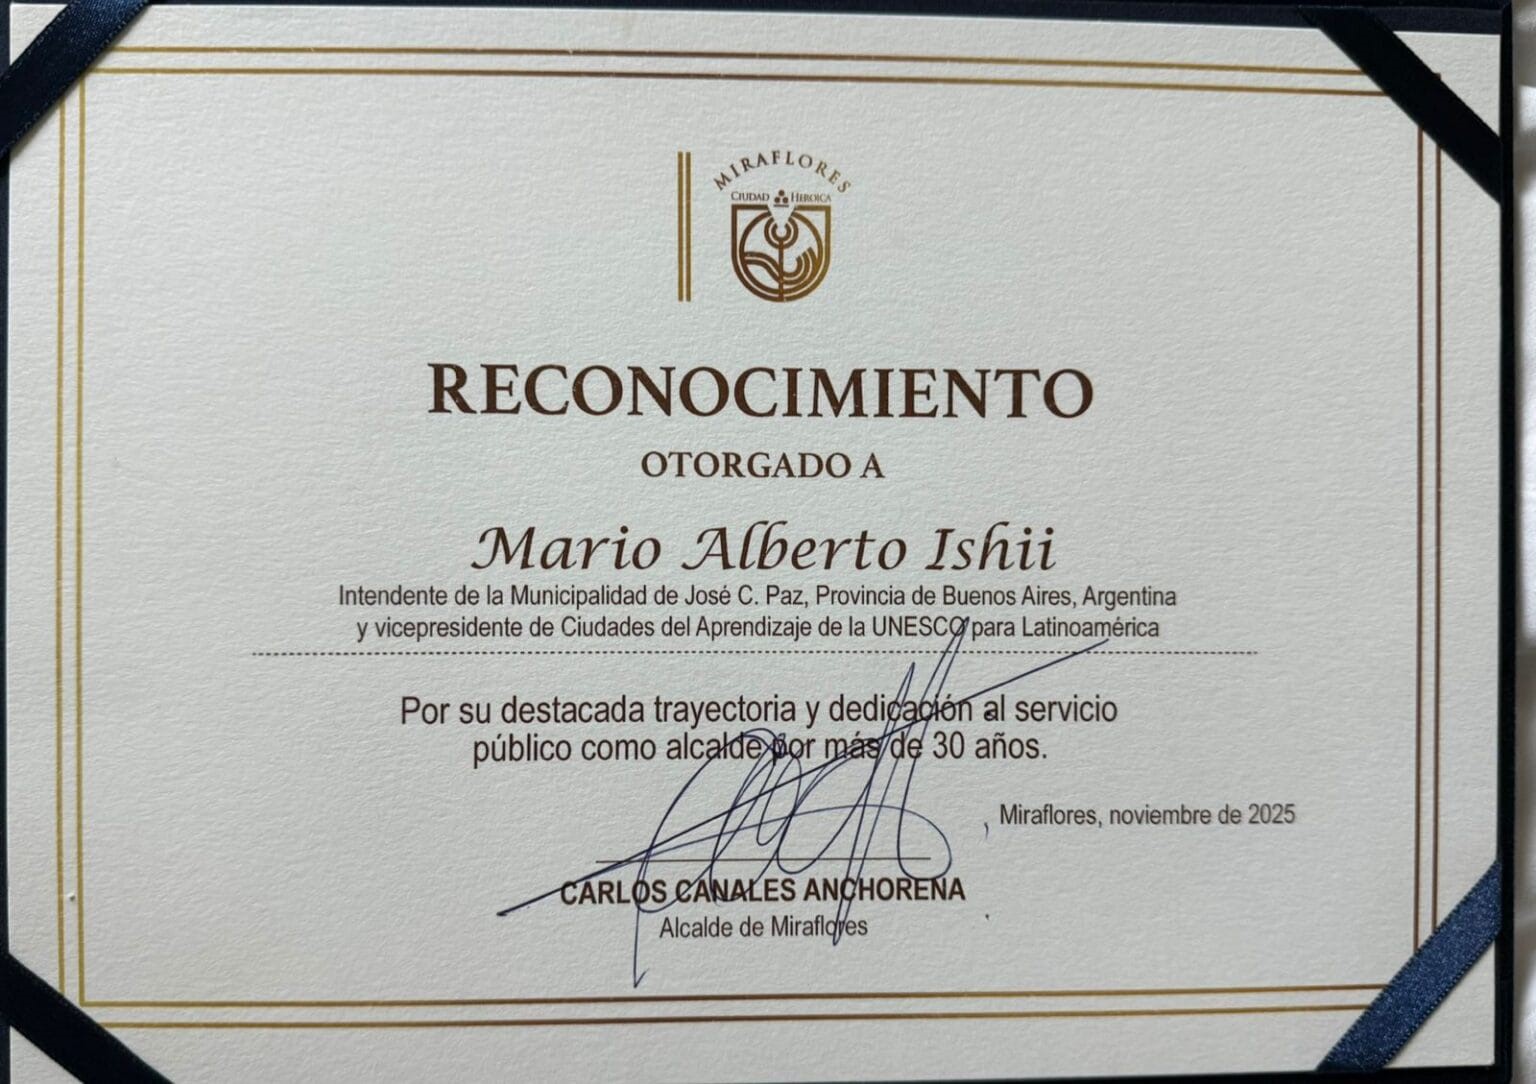 MIRAFLORES
CIUDAD HEROICA
RECONOCIMIENTO
OTORGADO A
Mario Alberto Ishii
Intendente de la Municipalidad de José C. Paz, Provincia de Buenos Aires, Argentina
y vicepresidente de Ciudades del Aprendizaje de la UNESCO para Latinoamérica
Por su destacada trayectoria y dedicación al servicio
público como alcalde por más de 30 años.
Miraflores, noviembre de 2025
CARLOS CANALES ANCHORENA
Alcalde de Miraflores